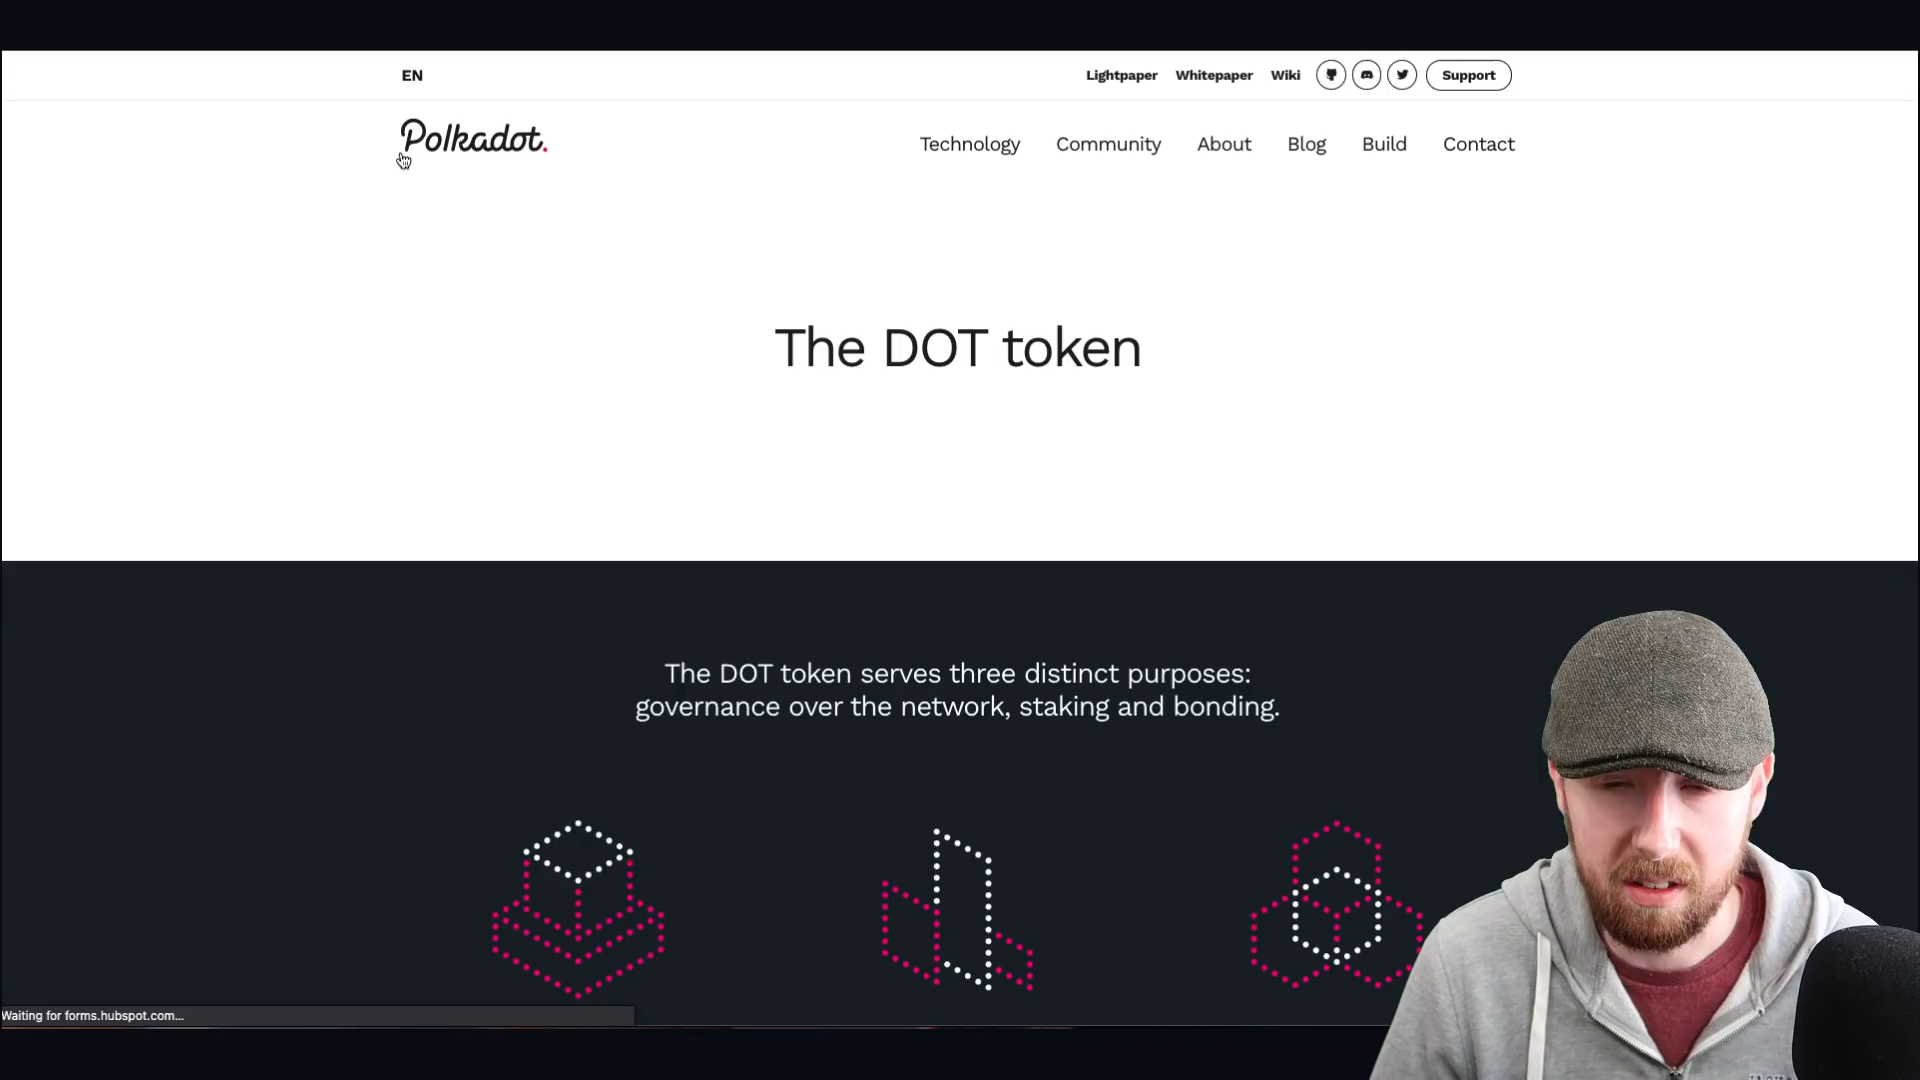 EN
Lightpaper Whitepaper Wiki Support
Polkadot.
Technology Community About Blog Build Contact
The DOT token
The DOT token serves three distinct purposes:
governance over the network, staking and bonding.
Waiting for forms.hubspot.com...